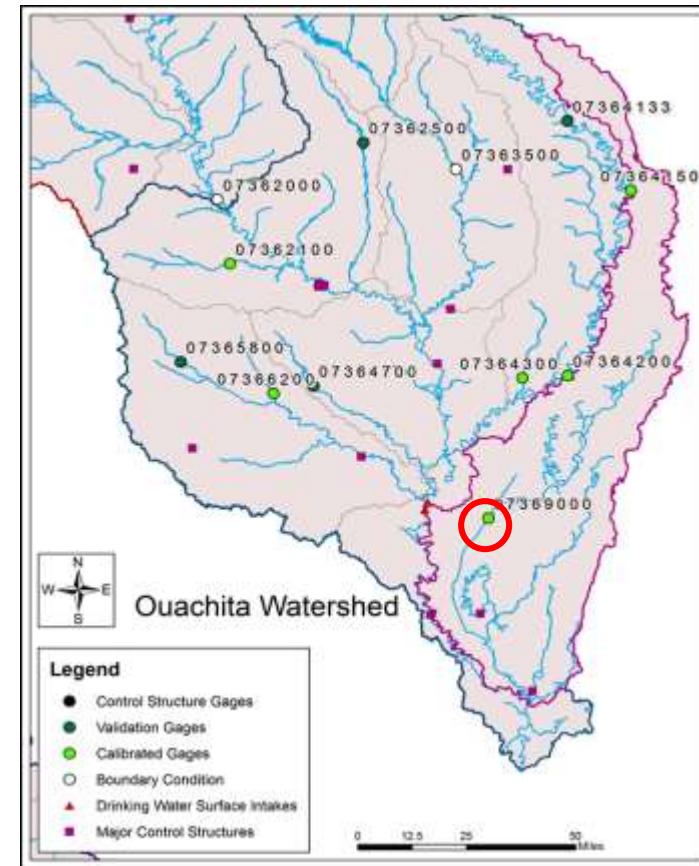 07364133
07362500
07363500
07364150
07362000
07362100
07365800
07364700
07364300
07364200
07366200
07369000
N
W E
S
Ouachita Watershed
Legend
Control Structure Gages
Validation Gages
Calibrated Gages
Boundary Condition
Drinking Water Surface Intakes
Major Control Structures
0 12.5 25 50
Miles